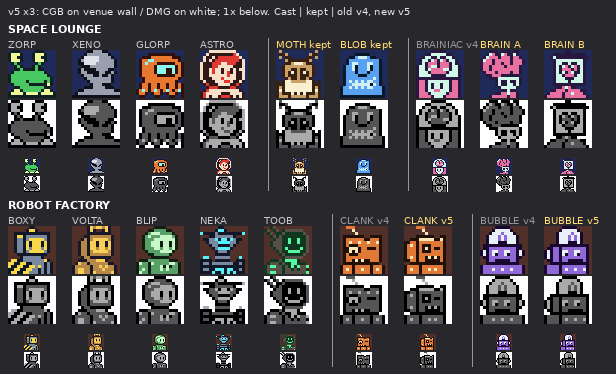 v5 x3: CGB on venue wall / DMG on white; 1x below. Cast | kept | old v4, new v5
SPACE LOUNGE
ZORP XENO GLORP ASTRO MOTH kept BLOB kept BRAINIAC v4 BRAIN A BRAIN B
ROBOT FACTORY
BOXY VOLTA BLIP NEKA TOOB CLANK v4 CLANK v5 BUBBLE v4 BUBBLE v5